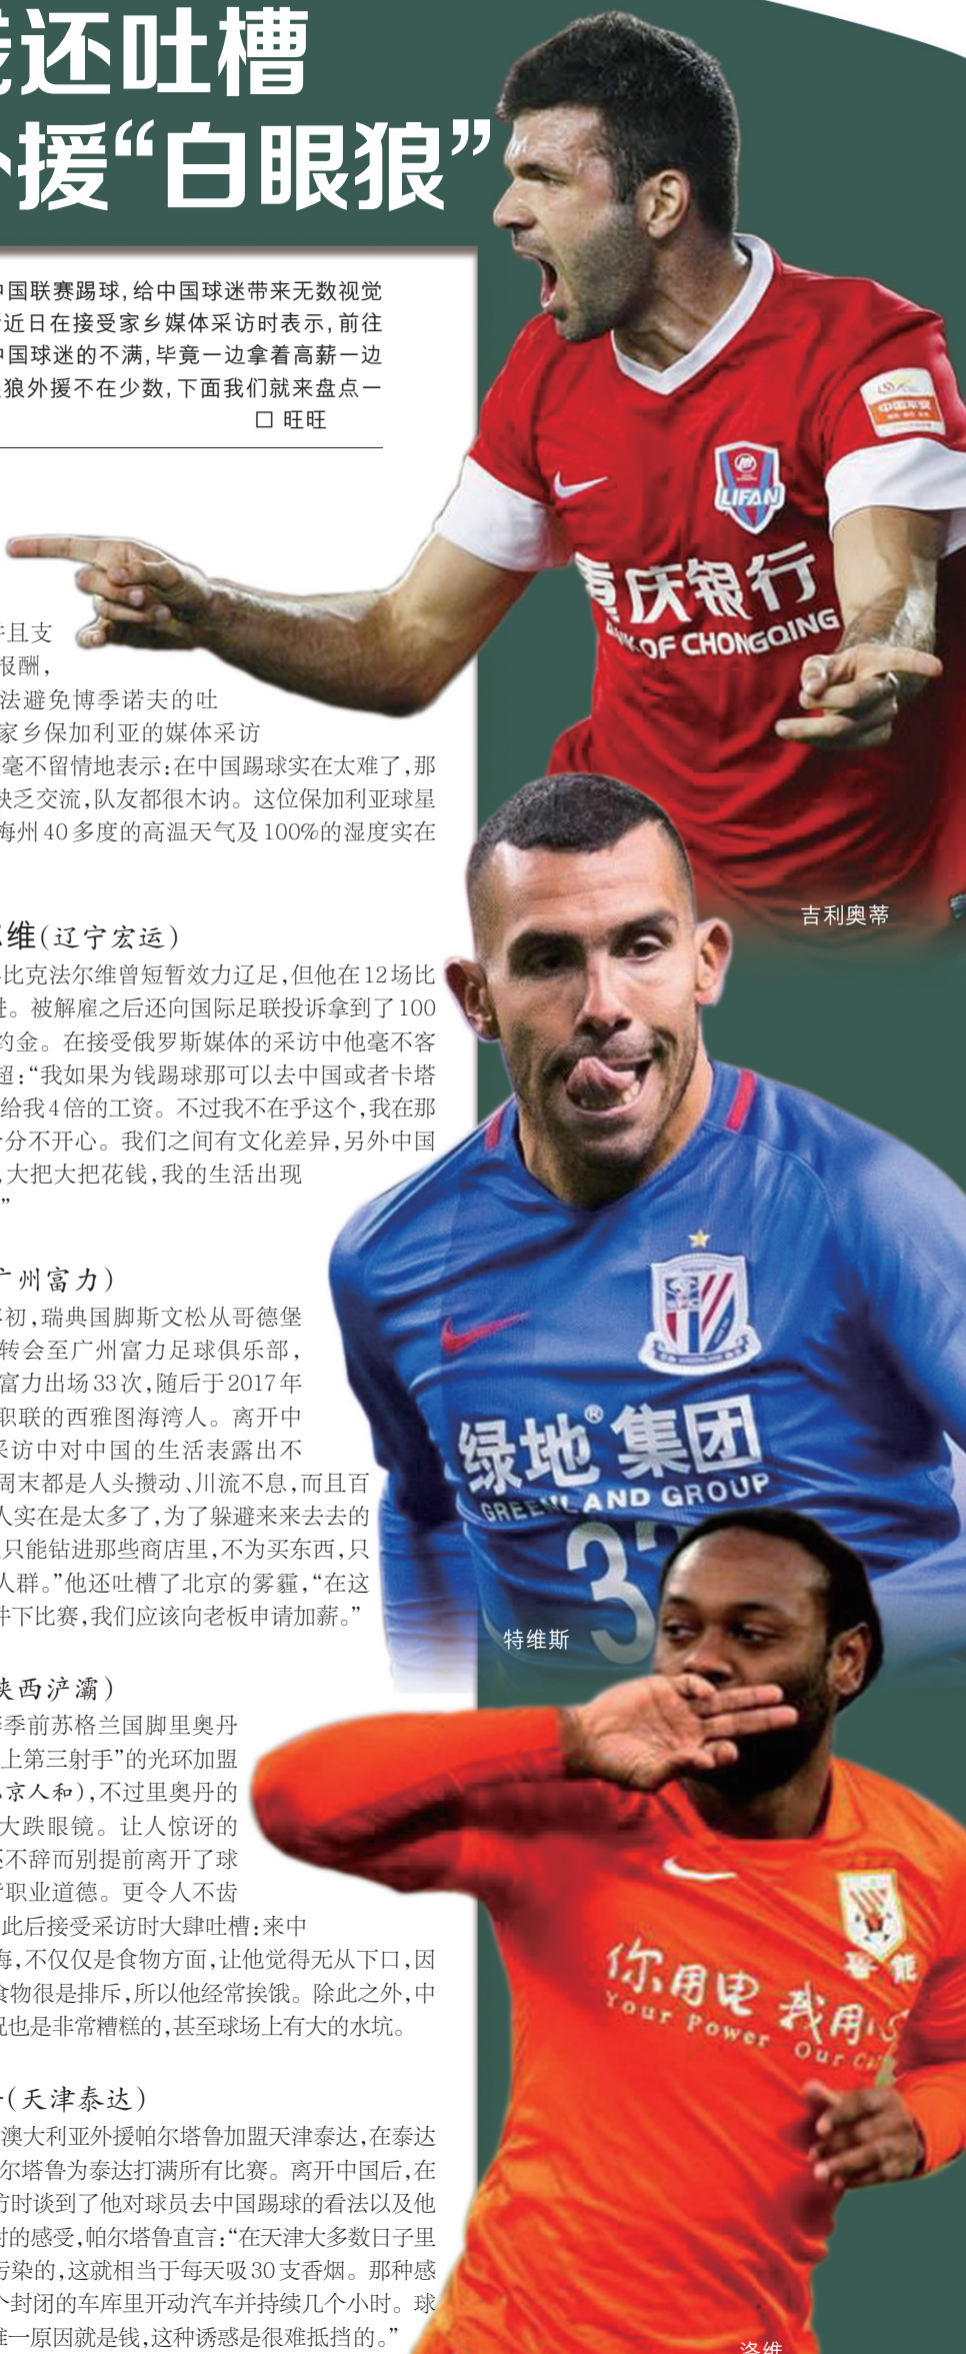 还吐槽
援“白眼狼”
中国联赛踢球,给中国球迷带来无数视觉
近日在接受家乡媒体采访时表示,前往
中国球迷的不满,毕竟一边拿着高薪一边
狼外援不在少数,下面我们就来盘点一
□ 旺旺
LIFAN
重庆银行
BANK OF CHONGQING
且支
报酬,
法避免博季诺夫的吐
家乡保加利亚的媒体采访
毫不留情地表示:在中国踢球实在太难了,那
缺乏交流,队友都很木讷。这位保加利亚球星
梅州40多度的高温天气及100%的湿度实在
吉利奥蒂
维(辽宁宏运)
比克法尔维曾短暂效力辽足,但他在12场比
进。被解雇之后还向国际足联投诉拿到了100
约金。在接受俄罗斯媒体的采访中他毫不客
超:“我如果为钱踢球那可以去中国或者卡塔
给我4倍的工资。不过我不在乎这个,我在那
十分不开心。我们之间有文化差异,另外中国
,大把大把花钱,我的生活出现
”
广州富力)
年初,瑞典国脚斯文松从哥德堡
转会至广州富力足球俱乐部,
富力出场33次,随后于2017年
职联的西雅图海湾人。离开中
采访中对中国的生活表露出不
周末都是人头攒动、川流不息,而且百
人实在是太多了,为了躲避来来去去的
只能钻进那些商店里,不为买东西,只
人群。”他还吐槽了北京的雾霾,“在这
件下比赛,我们应该向老板申请加薪。”
绿地®集团
GREENLAND GROUP
32
特维斯
陕西浐灞)
赛季前苏格兰国脚里奥丹
上第三射手”的光环加盟
北京人和),不过里奥丹的
大跌眼镜。让人惊讶的
还不辞而别提前离开了球
职业道德。更令人不齿
此后接受采访时大肆吐槽:来中
悔,不仅仅是食物方面,让他觉得无从下口,因
食物很是排斥,所以他经常挨饿。除此之外,中
况也是非常糟糕的,甚至球场上有大的水坑。
鲁能
你用电 我用心
Your Power Our Ca
(天津泰达)
澳大利亚外援帕尔塔鲁加盟天津泰达,在泰达
尔塔鲁为泰达打满所有比赛。离开中国后,在
访时谈到了他对球员去中国踢球的看法以及他
时的感受,帕尔塔鲁直言:“在天津大多数日子里
污染的,这就相当于每天吸30支香烟。那种感
个封闭的车库里开动汽车并持续几个小时。球
唯一原因就是钱,这种诱惑是很难抵挡的。”
洛维